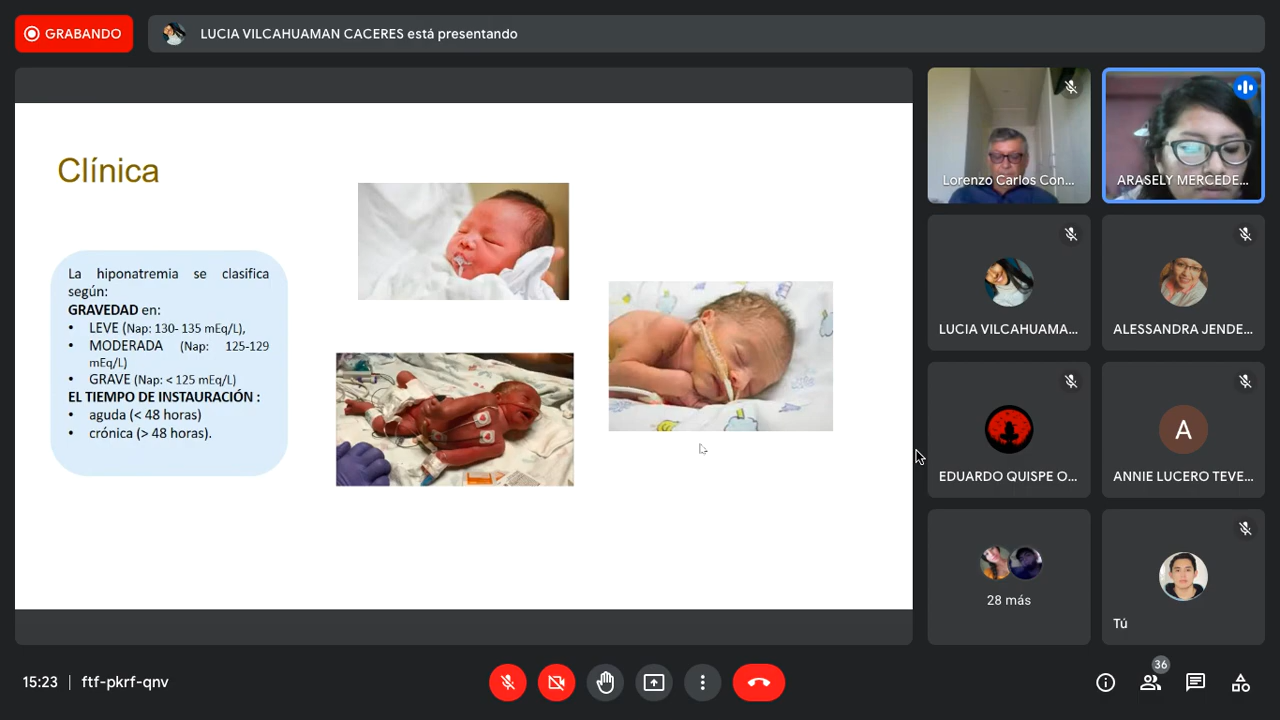 GRABANDO
LUCIA VILCAHUAMAN CACERES está presentando
Clínica
La hiponatremia se clasifica
según:
GRAVEDAD en:
• LEVE (Nap: 130- 135 mEq/L),
• MODERADA (Nap: 125-129
mEq/L)
• GRAVE (Nap: < 125 mEq/L)
EL TIEMPO DE INSTAURACIÓN :
• aguda (< 48 horas)
• crónica (> 48 horas).
Lorenzo Carlos Con...
ARASELY MERCEDE...
LUCIA VILCAHUAMA...
ALESSANDRA JENDE...
EDUARDO QUISPE O...
A
ANNIE LUCERO TEVE...
28 más
Tú
15:23 | ftf-pkrf-qnv
36